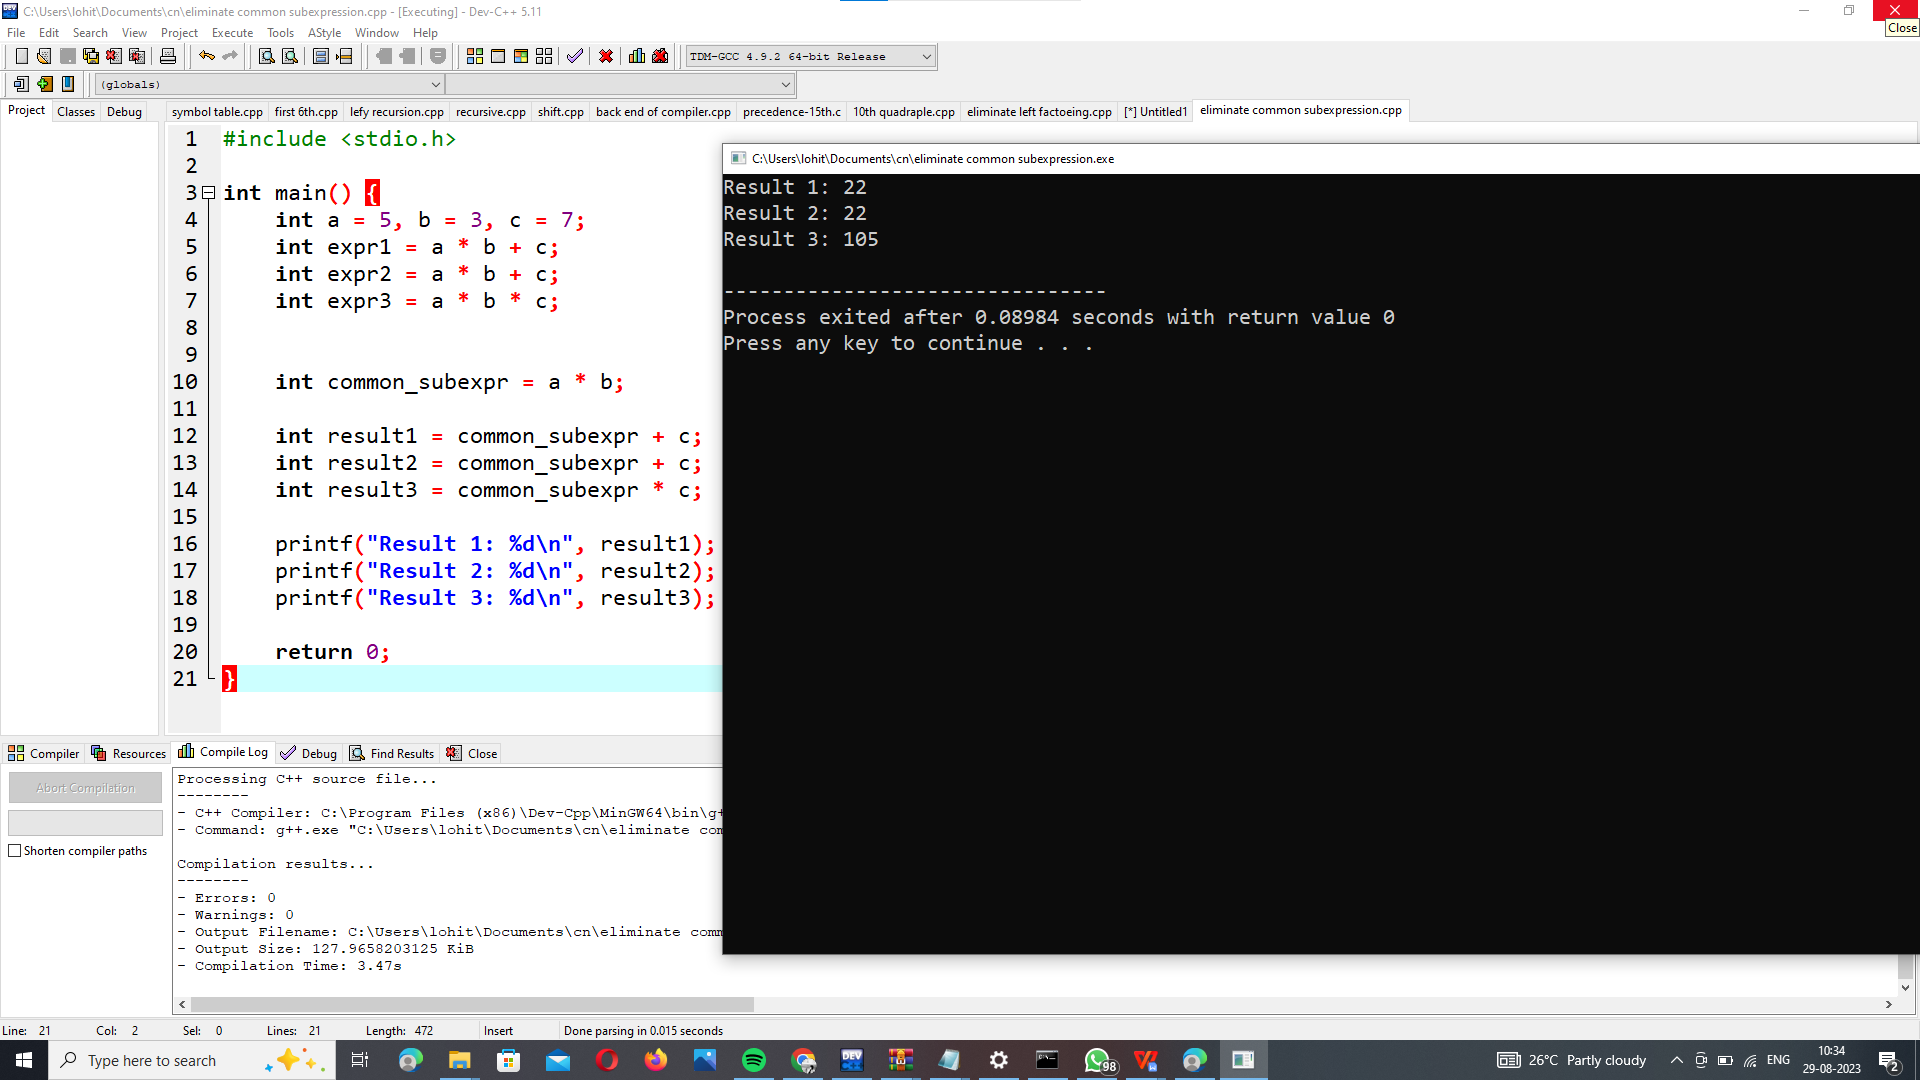 C:\Users\lohit\Documents\cn\eliminate common subexpression.cpp - [Executing] - Dev-C++ 5.11
Close
File Edit Search View Project Execute Tools AStyle Window Help
TDM-GCC 4.9.2 64-bit Release
(globals)
Project Classes Debug
symbol table.cpp first 6th.cpp lefy recursion.cpp recursive.cpp shift.cpp back end of compiler.cpp precedence-15th.c 10th quadraple.cpp eliminate left factoeing.cpp [*] Untitled1 eliminate common subexpression.cpp
1 #include <stdio.h>
2
3 int main() {
4 int a = 5, b = 3, c = 7;
5 int expr1 = a * b + c;
6 int expr2 = a * b + c;
7 int expr3 = a * b * c;
8
9
10 int common_subexpr = a * b;
11
12 int result1 = common_subexpr + c;
13 int result2 = common_subexpr + c;
14 int result3 = common_subexpr * c;
15
16 printf("Result 1: %d\n", result1);
17 printf("Result 2: %d\n", result2);
18 printf("Result 3: %d\n", result3);
19
20 return 0;
21 }
C:\Users\lohit\Documents\cn\eliminate common subexpression.exe
Result 1: 22
Result 2: 22
Result 3: 105
--------------------------------
Process exited after 0.08984 seconds with return value 0
Press any key to continue . . .
Compiler Resources Compile Log Debug Find Results Close
Abort Compilation
Shorten compiler paths
Processing C++ source file...
--------
- C++ Compiler: C:\Program Files (x86)\Dev-Cpp\MinGW64\bin\g+
- Command: g++.exe "C:\Users\lohit\Documents\cn\eliminate com
Compilation results...
--------
- Errors: 0
- Warnings: 0
- Output Filename: C:\Users\lohit\Documents\cn\eliminate comm
- Output Size: 127.9658203125 KiB
- Compilation Time: 3.47s
Line: 21 Col: 2 Sel: 0 Lines: 21 Length: 472 Insert Done parsing in 0.015 seconds
Type here to search
DEV
98
26°C Partly cloudy
ENG
10:34
29-08-2023
2